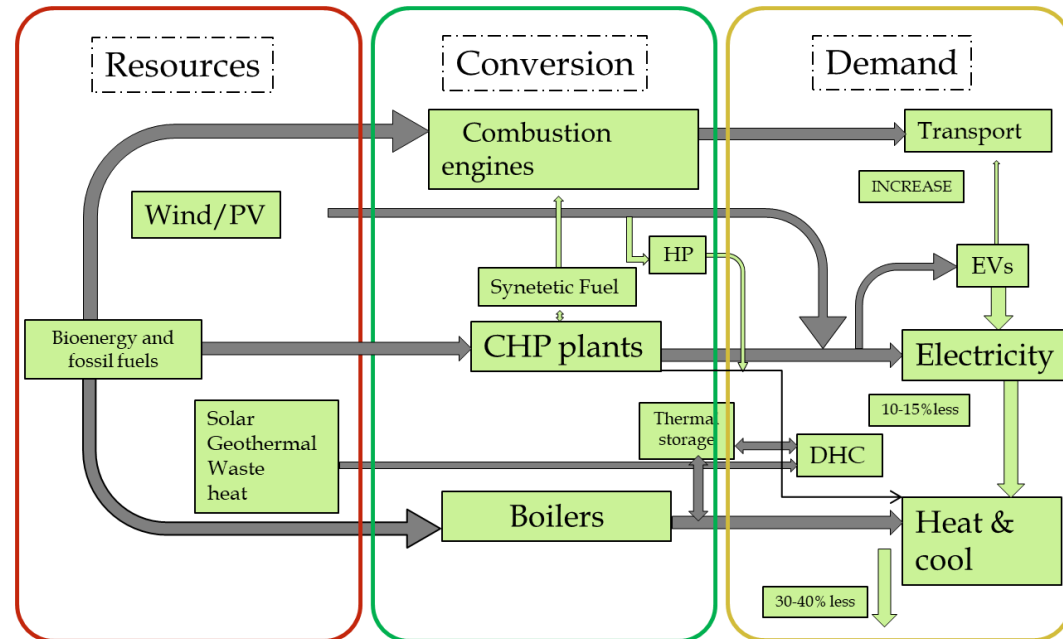 Resources
Conversion
Demand
Combustion
engines
Transport
INCREASE
Wind/PV
HP
EVs
Synetetic Fuel
Bioenergy and
fossil fuels
CHP plants
Electricity
10-15%less
Solar
Geothermal
Waste
heat
Thermal
storage
DHC
Boilers
Heat &
cool
30-40% less